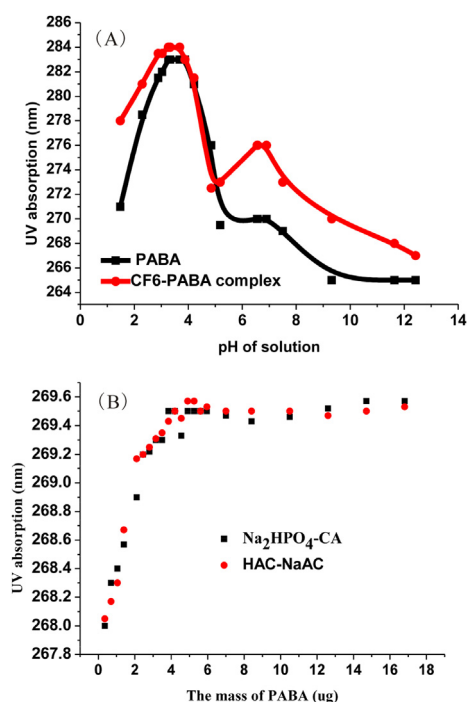 (A)
UV absorption (nm)
286
284
282
280
278
276
274
272
270
268
266
264
PABA
CF6-PABA complex
0 2 4 6 8 10 12 14
pH of solution
(B)
UV absorption (nm)
269.6
269.4
269.2
269.0
268.8
268.6
268.4
268.2
268.0
267.8
Na2HPO4-CA
HAC-NaAC
0 2 4 6 8 10 12 14 16 18
The mass of PABA (ug)